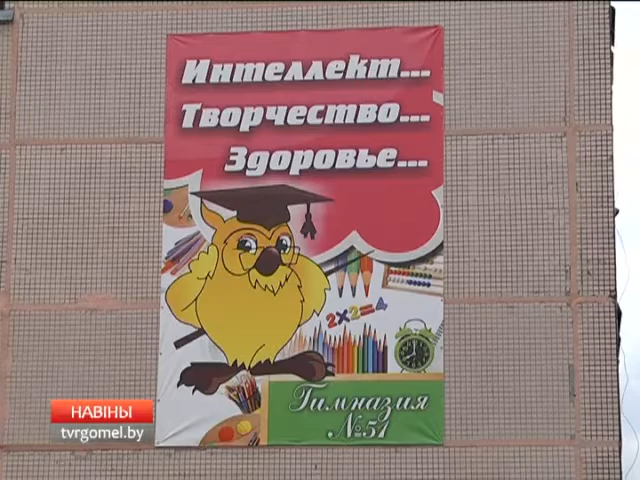 Интеллект...
Творчество...
Здоровье...
2×2=4
Гимназия
№51
НАВІНЫ
tvrgomel.by